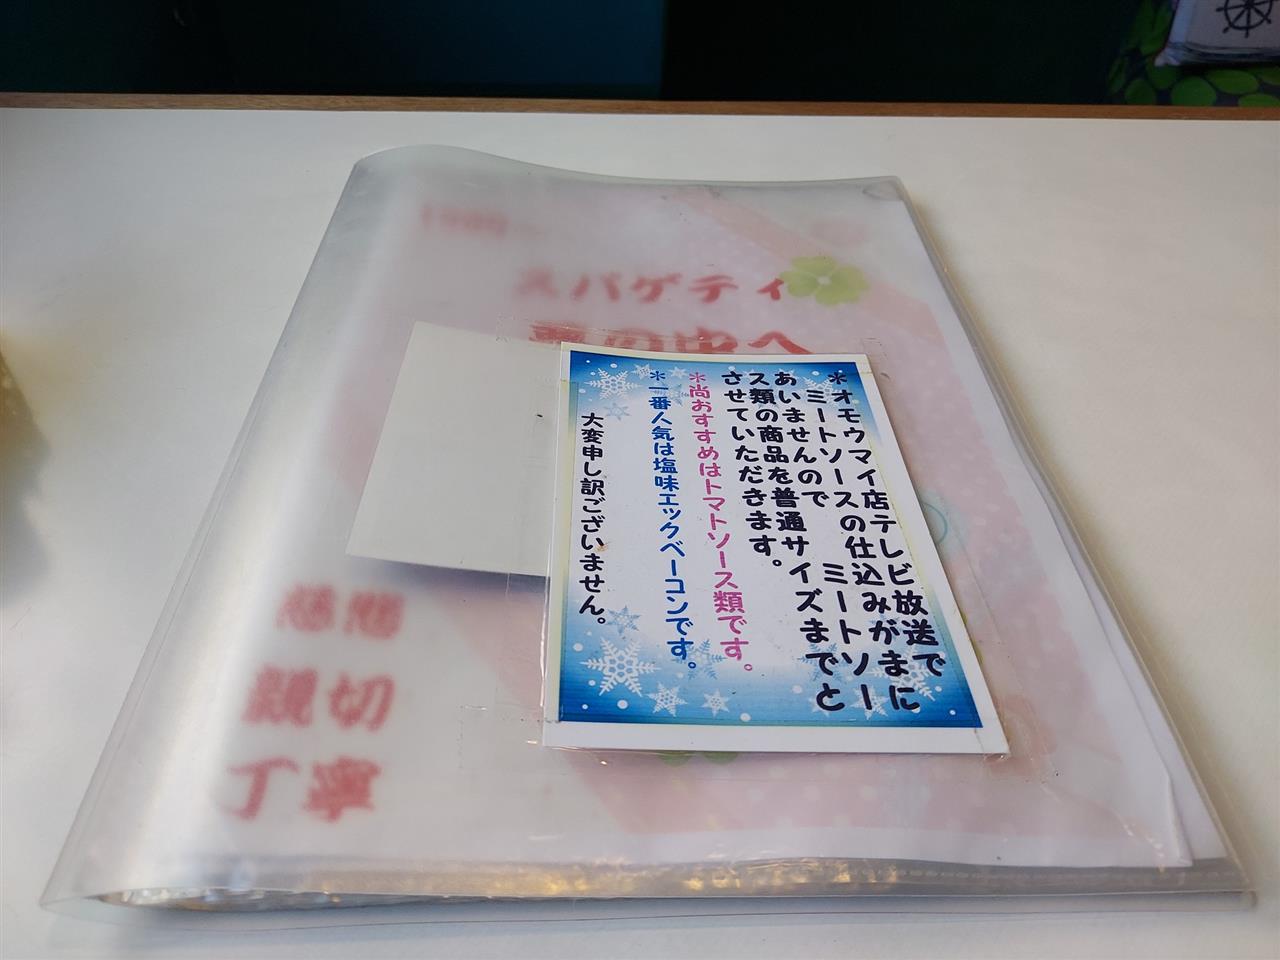 スパゲティ
夢の中へ
＊オモウマイ店テレビ放送で
ミートソースの仕込みがまに
あいませんので　ミートソー
ス類の商品を普通サイズまでと
させていただきます。
＊尚おすすめはトマトソース類です。
＊一番人気は塩味エックベーコンです。
大変申し訳ございません。
親切
丁寧